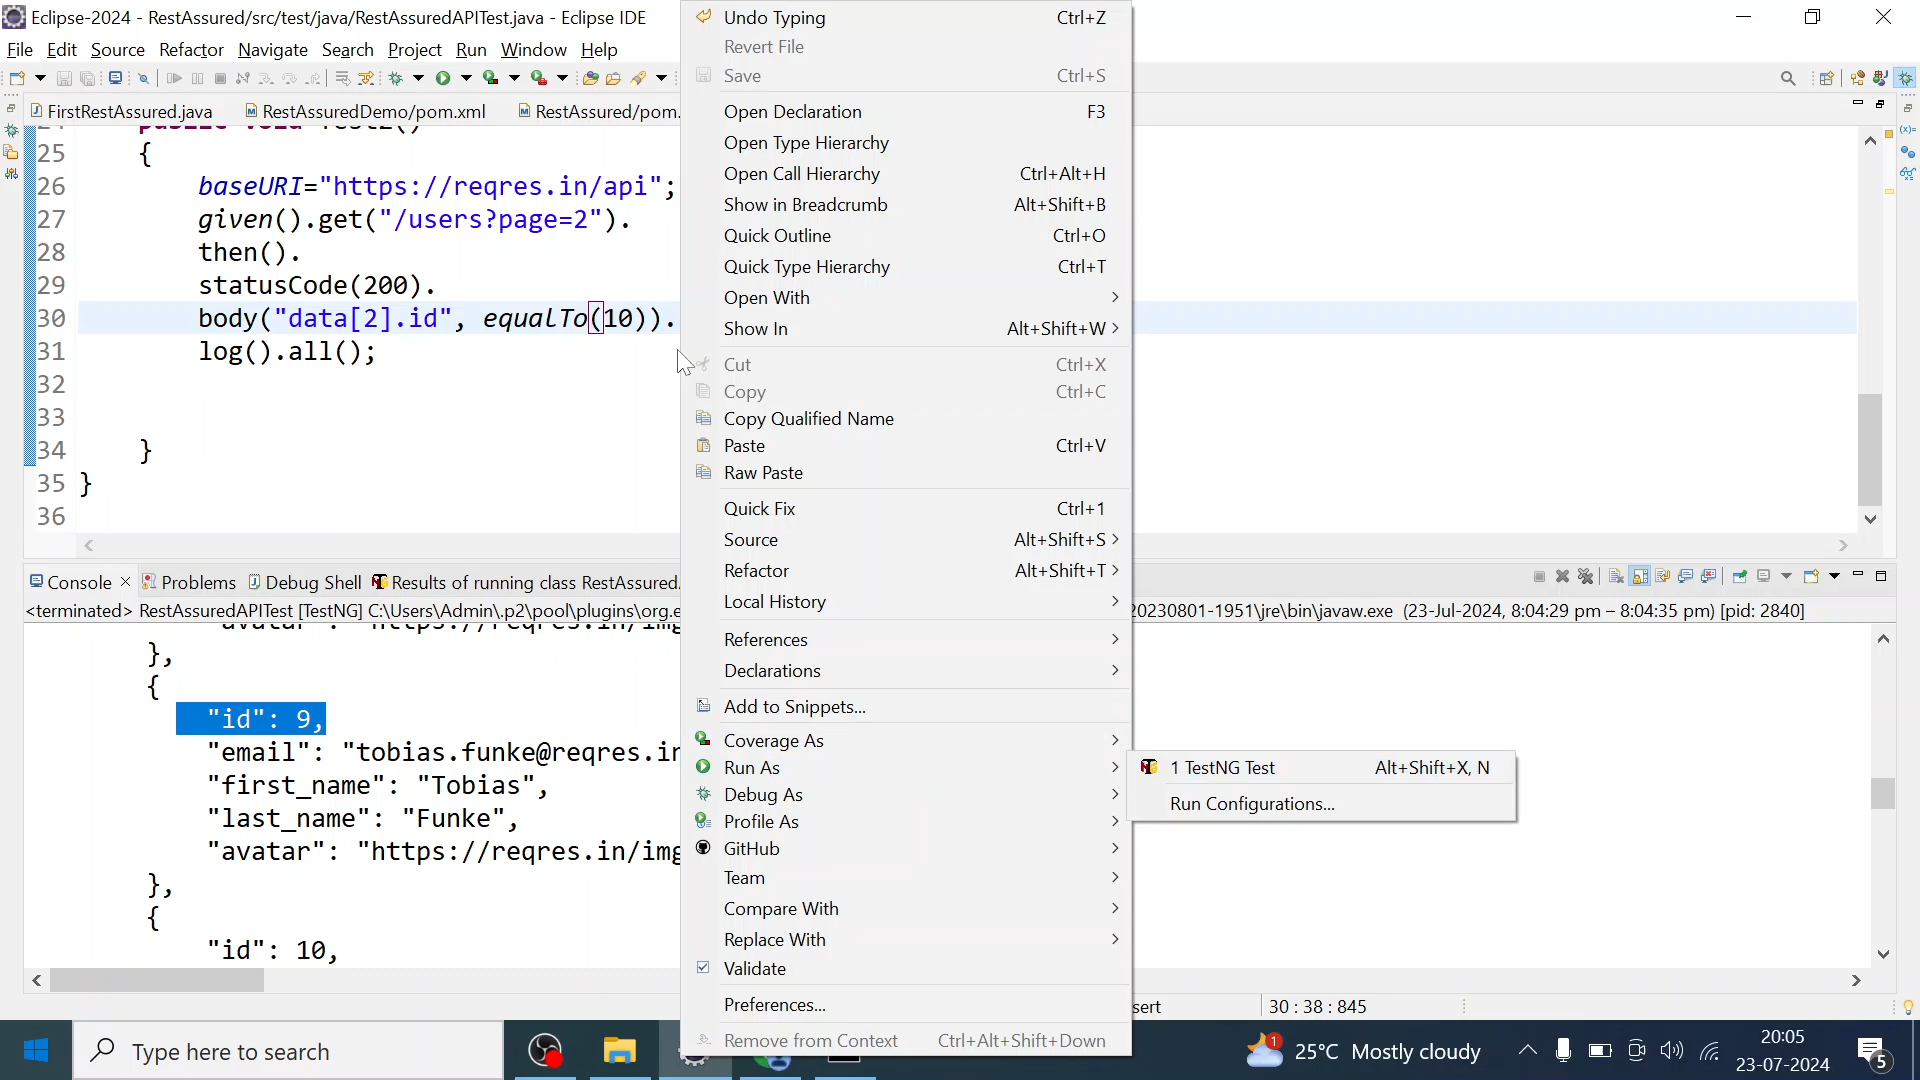 Eclipse-2024 - RestAssured/src/test/java/RestAssuredAPITest.java - Eclipse IDE
File Edit Source Refactor Navigate Search Project Run Window Help
FirstRestAssured.java RestAssuredDemo/pom.xml RestAssured/pom.
25 {
26 baseURI="https://reqres.in/api";
27 given().get("/users?page=2").
28 then().
29 statusCode(200).
30 body("data[2].id", equalTo(10)).
31 log().all();
32
33
34 }
35 }
36
Console Problems Debug Shell Results of running class RestAssured.
<terminated> RestAssuredAPITest [TestNG] C:\Users\Admin\.p2\pool\plugins\org.e
20230801-1951\jre\bin\javaw.exe (23-Jul-2024, 8:04:29 pm – 8:04:35 pm) [pid: 2840]
},
{
"id": 9,
"email": "tobias.funke@reqres.in
"first_name": "Tobias",
"last_name": "Funke",
"avatar": "https://reqres.in/img
},
{
"id": 10,
Undo Typing Ctrl+Z
Revert File
Save Ctrl+S
Open Declaration F3
Open Type Hierarchy
Open Call Hierarchy Ctrl+Alt+H
Show in Breadcrumb Alt+Shift+B
Quick Outline Ctrl+O
Quick Type Hierarchy Ctrl+T
Open With
Show In Alt+Shift+W
Cut Ctrl+X
Copy Ctrl+C
Copy Qualified Name
Paste Ctrl+V
Raw Paste
Quick Fix Ctrl+1
Source Alt+Shift+S
Refactor Alt+Shift+T
Local History
References
Declarations
Add to Snippets...
Coverage As
Run As
Debug As
Profile As
GitHub
Team
Compare With
Replace With
Validate
Preferences...
Remove from Context Ctrl+Alt+Shift+Down
1 TestNG Test Alt+Shift+X, N
Run Configurations...
sert 30 : 38 : 845
Type here to search
1 25°C Mostly cloudy
20:05
23-07-2024
5